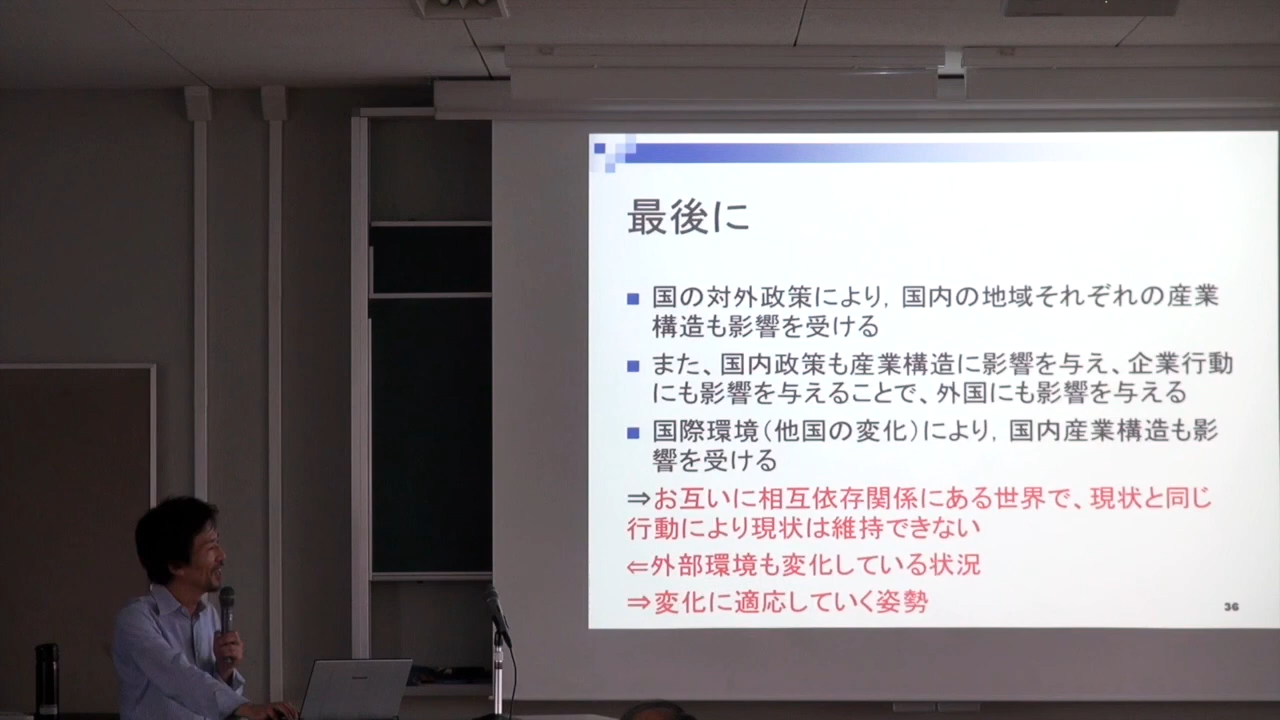 最後に
国の対外政策により，国内の地域それぞれの産業
構造も影響を受ける
また、国内政策も産業構造に影響を与え、企業行動
にも影響を与えることで、外国にも影響を与える
国際環境（他国の変化）により，国内産業構造も影
響を受ける
⇒お互いに相互依存関係にある世界で、現状と同じ
行動により現状は維持できない
⇐外部環境も変化している状況
⇒変化に適応していく姿勢
36